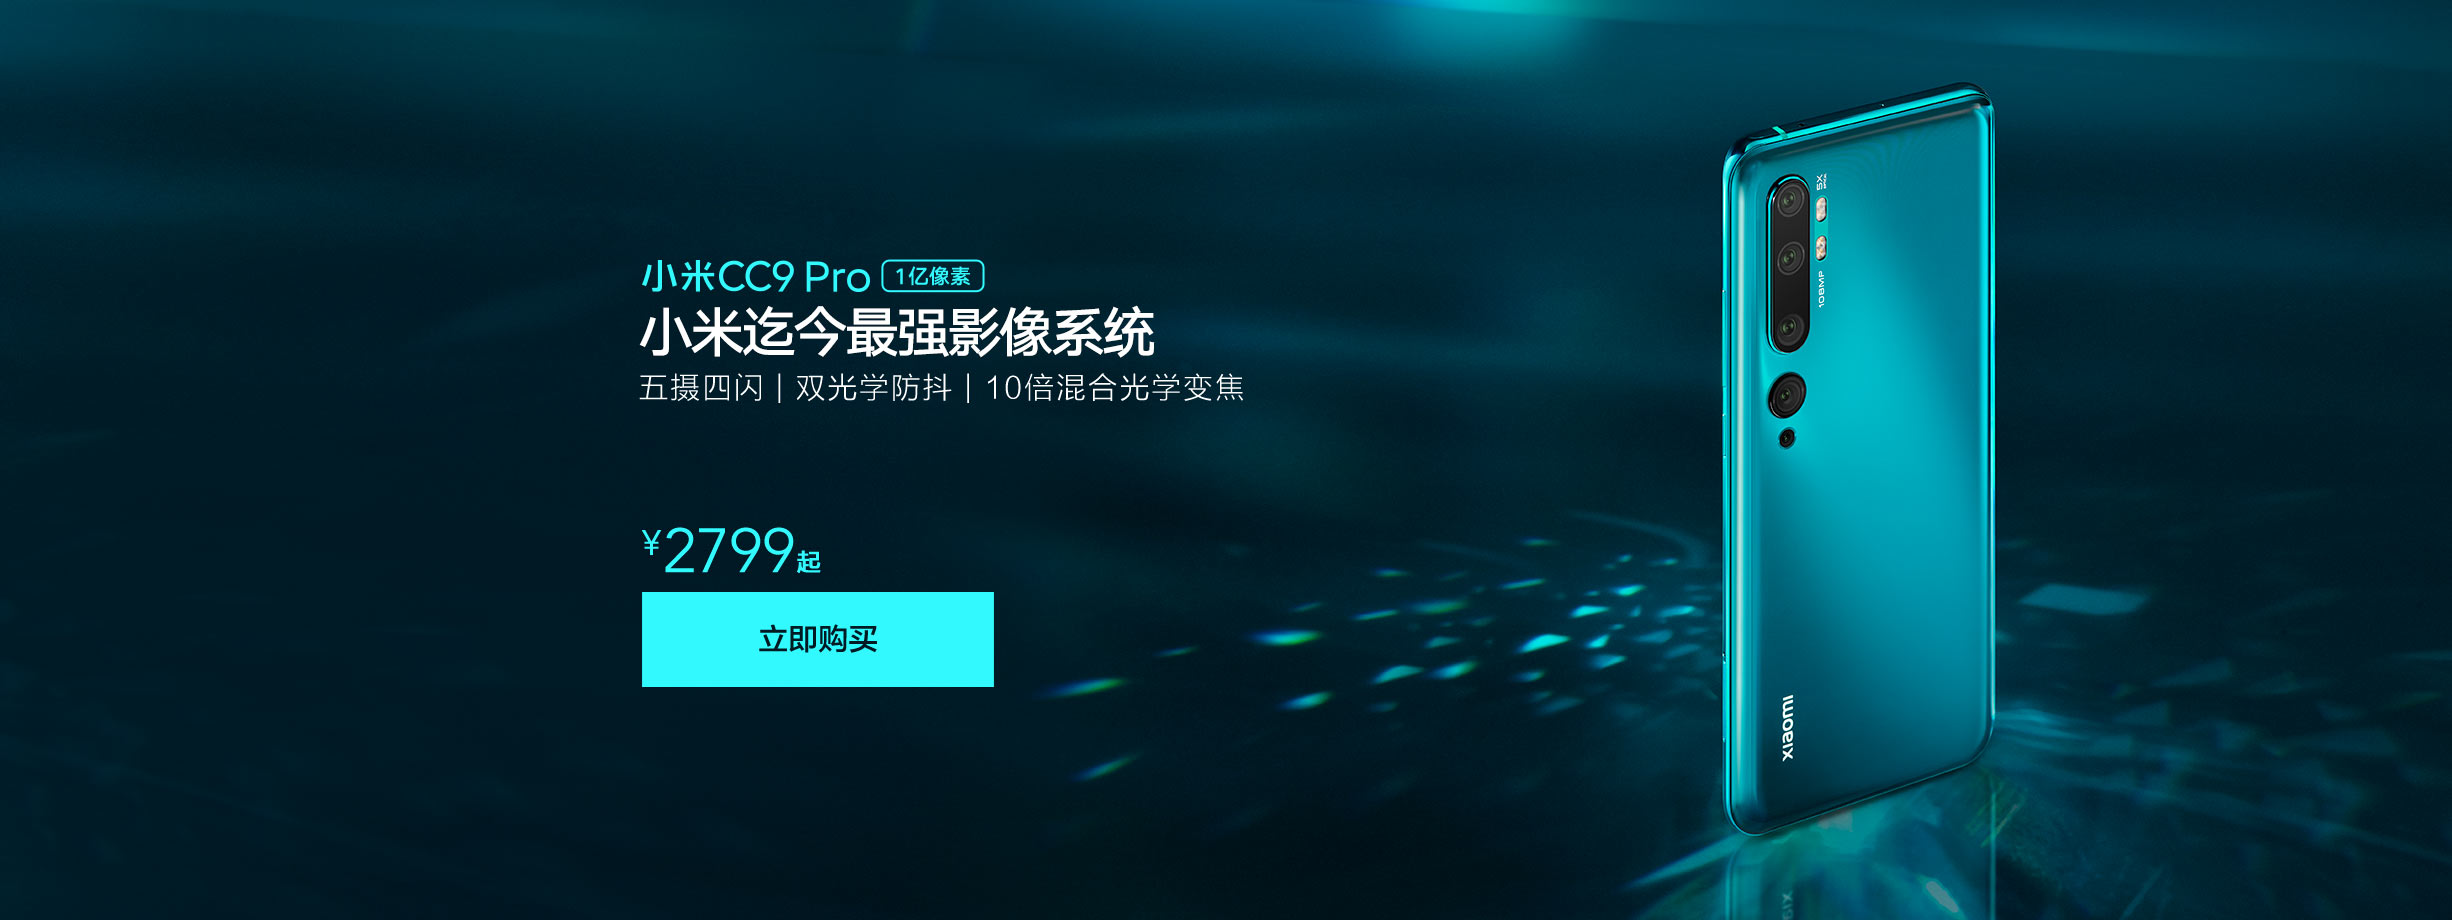 小米CC9 Pro 1亿像素
小米迄今最强影像系统
五摄四闪 | 双光学防抖 | 10倍混合光学变焦
¥2799起
立即购买
5X
108MP
xiaomi